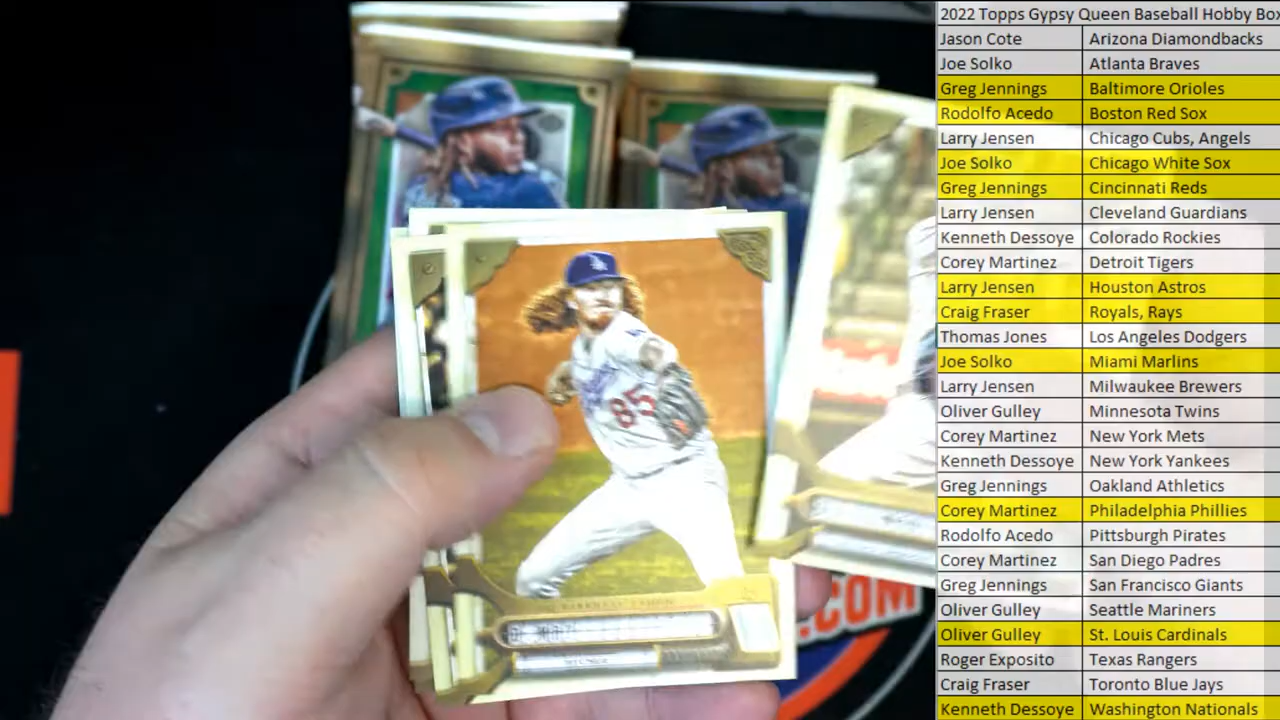 2022 Topps Gypsy Queen Baseball Hobby Box
Jason Cote Arizona Diamondbacks
Joe Solko Atlanta Braves
Greg Jennings Baltimore Orioles
Rodolfo Acedo Boston Red Sox
Larry Jensen Chicago Cubs, Angels
Joe Solko Chicago White Sox
Greg Jennings Cincinnati Reds
Larry Jensen Cleveland Guardians
Kenneth Dessoye Colorado Rockies
Corey Martinez Detroit Tigers
Larry Jensen Houston Astros
Craig Fraser Royals, Rays
Thomas Jones Los Angeles Dodgers
Joe Solko Miami Marlins
Larry Jensen Milwaukee Brewers
Oliver Gulley Minnesota Twins
Corey Martinez New York Mets
Kenneth Dessoye New York Yankees
Greg Jennings Oakland Athletics
Corey Martinez Philadelphia Phillies
Rodolfo Acedo Pittsburgh Pirates
Corey Martinez San Diego Padres
Greg Jennings San Francisco Giants
Oliver Gulley Seattle Mariners
Oliver Gulley St. Louis Cardinals
Roger Exposito Texas Rangers
Craig Fraser Toronto Blue Jays
Kenneth Dessoye Washington Nationals
LA
85
.COM